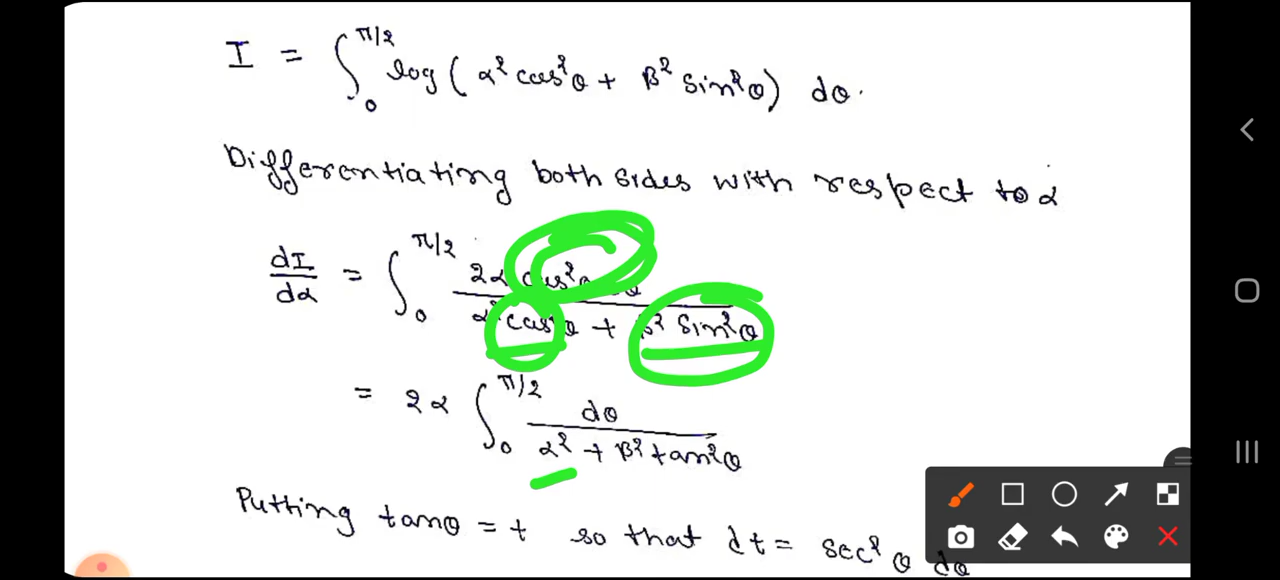 I = ∫₀^π/2 log(α² cos²θ + β² sin²θ) dθ.
Differentiating both sides with respect to α
dI/dα = ∫₀^π/2 2α cos²θ dθ / α² cos²θ + β² sin²θ
= 2α ∫₀^π/2 dθ / α² + β² tan²θ
Putting tanθ = t so that dt = sec²θ dθ